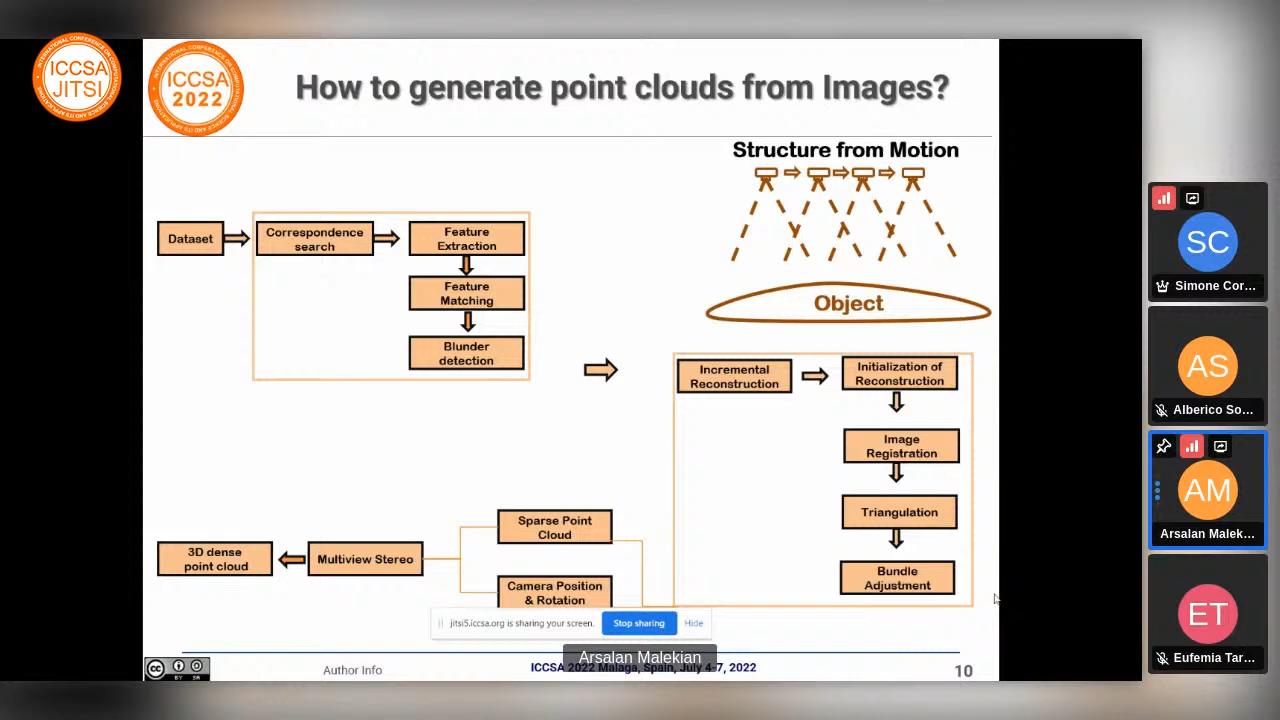 ICCSA
JITSI
ICCSA
2022
How to generate point clouds from Images?
Structure from Motion
Object
Dataset
Correspondence
search
Feature
Extraction
Feature
Matching
Blunder
detection
Incremental
Reconstruction
Initialization of
Reconstruction
Image
Registration
Triangulation
Bundle
Adjustment
Sparse Point
Cloud
Camera Position
& Rotation
Multiview Stereo
3D dense
point cloud
jitsi5.iccsa.org is sharing your screen.
Stop sharing
Hide
Arsalan Malekian
Author Info
ICCSA 2022 Malaga, Spain, July 4-7, 2022
10
cc
BY SA
SC
Simone Cor...
AS
Alberico So...
AM
Arsalan Malek...
ET
Eufemia Tar...